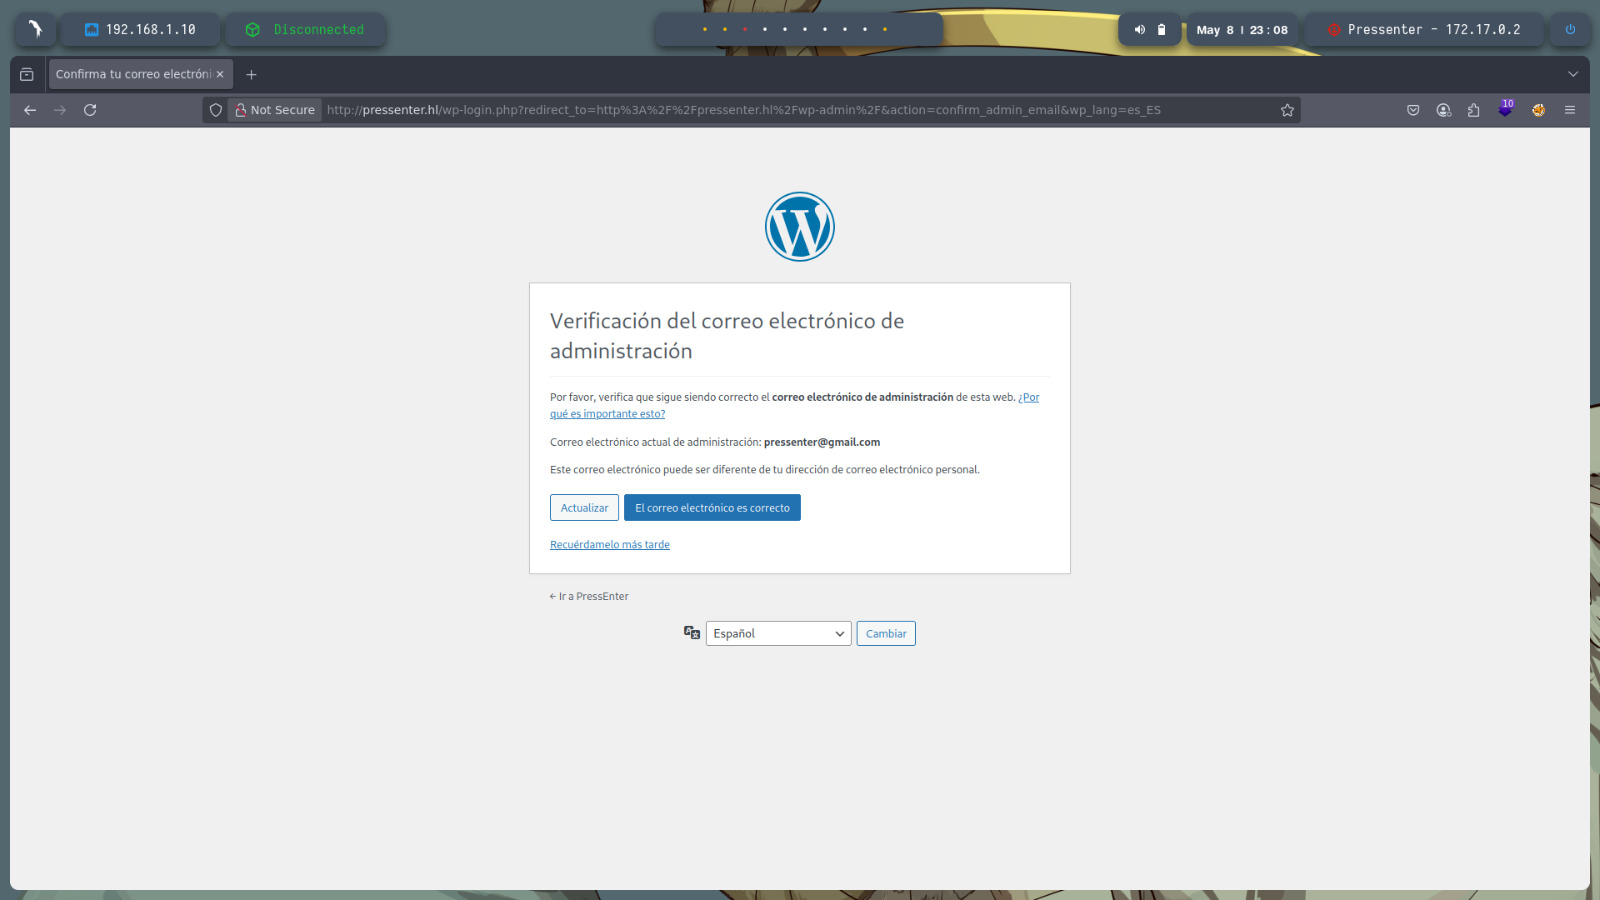 192.168.1.10
Disconnected
May 8 | 23:08
Pressenter - 172.17.0.2
Confirma tu correo electróni
Not Secure
http://pressenter.hl/wp-login.php?redirect_to=http%3A%2F%2Fpressenter.hl%2Fwp-admin%2F&action=confirm_admin_email&wp_lang=es_ES
10
Verificación del correo electrónico de
administración
Por favor, verifica que sigue siendo correcto el correo electrónico de administración de esta web. ¿Por
qué es importante esto?
Correo electrónico actual de administración: pressenter@gmail.com
Este correo electrónico puede ser diferente de tu dirección de correo electrónico personal.
Actualizar
El correo electrónico es correcto
Recuérdamelo más tarde
← Ir a PressEnter
Español
Cambiar